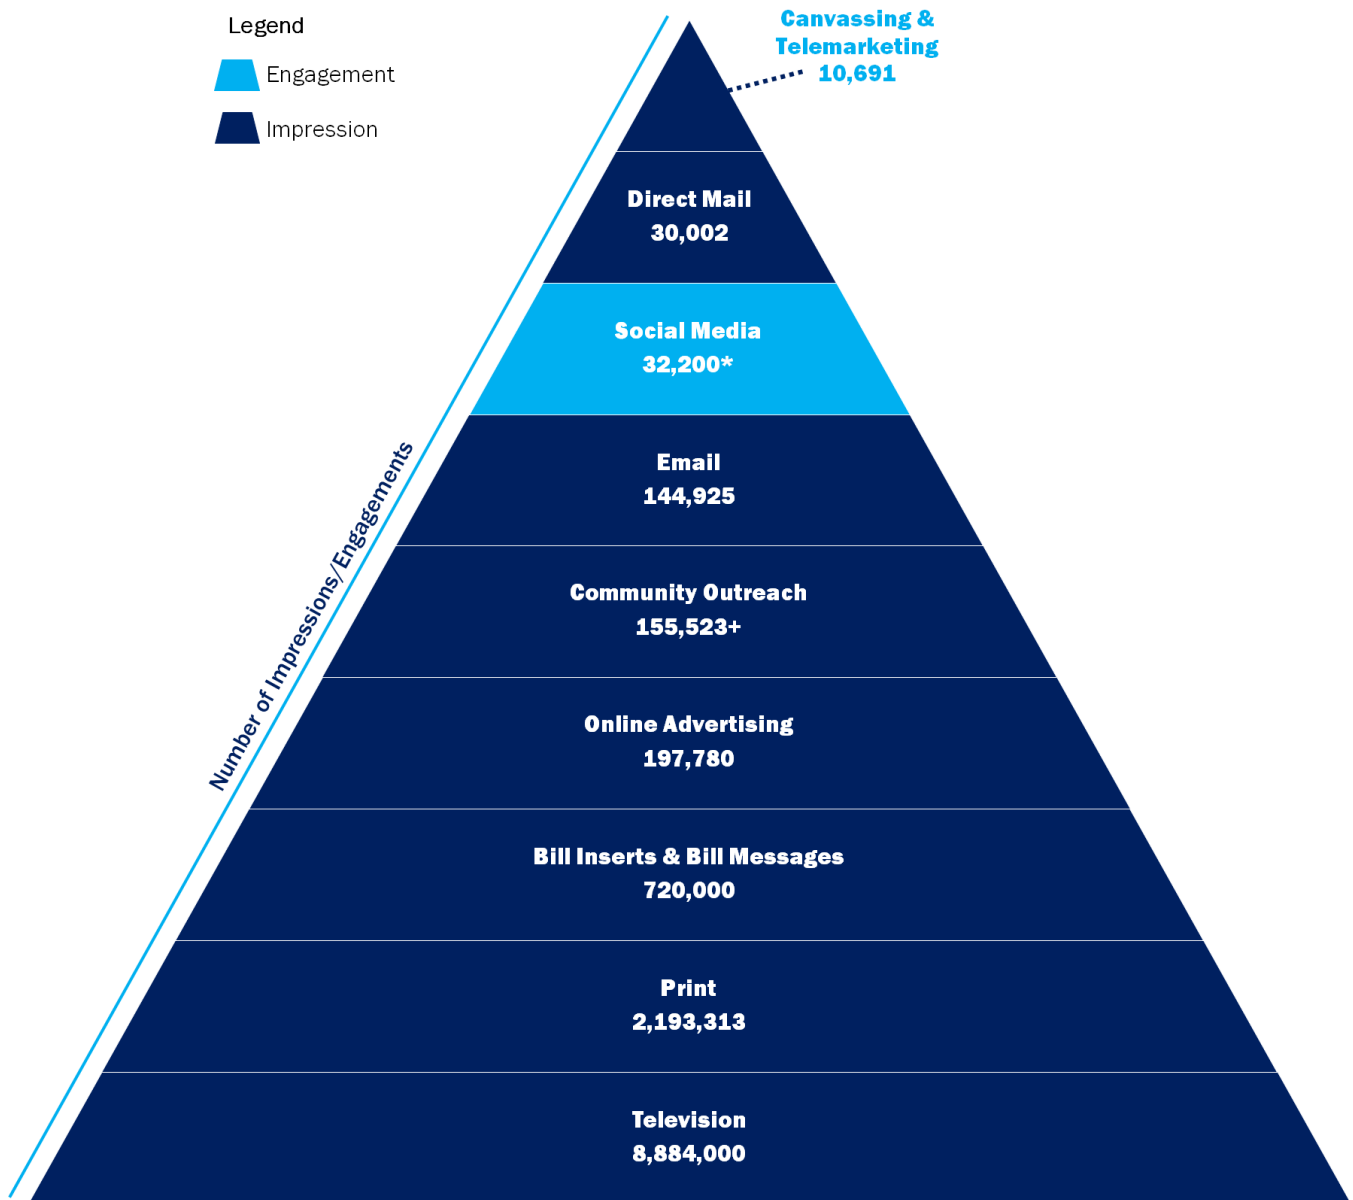 Legend
Engagement
Impression
Canvassing &
Telemarketing
10,691
Direct Mail
30,002
Social Media
32,200*
Email
144,925
Community Outreach
155,523+
Online Advertising
197,780
Bill Inserts & Bill Messages
720,000
Print
2,193,313
Television
8,884,000
Number of Impressions/Engagements